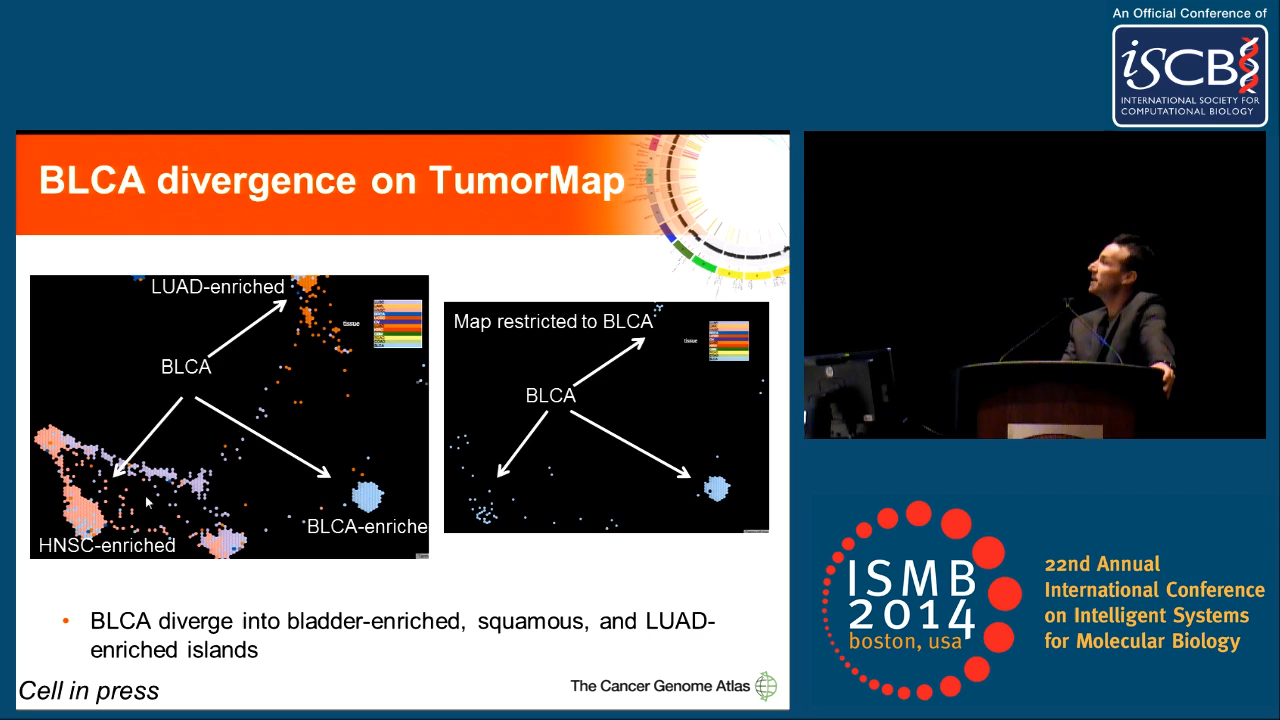 An Official Conference of
iSCB
INTERNATIONAL SOCIETY FOR
COMPUTATIONAL BIOLOGY
BLCA divergence on TumorMap
LUAD-enriched
tissue
BLCA
BLCA-enriche
HNSC-enriched
Map restricted to BLCA
tissue
BLCA
• BLCA diverge into bladder-enriched, squamous, and LUAD-
enriched islands
Cell in press
The Cancer Genome Atlas
ISMB
2014
boston, usa
22nd Annual
International Conference
on Intelligent Systems
for Molecular Biology